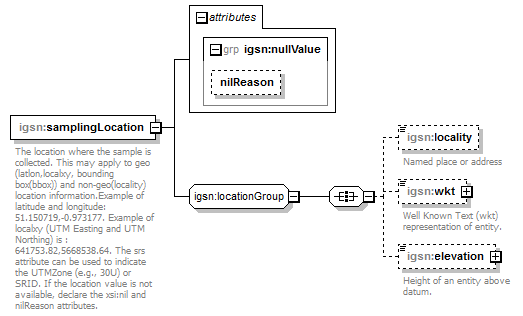 attributes
grp igsn:nullValue
nilReason
igsn:samplingLocation
The location where the sample is
collected. This may apply to geo
(latlon,localxy, bounding
box(bbox)) and non-geo(locality)
location information.Example of
latitude and longitude:
51.150719,-0.973177. Example of
localxy (UTM Easting and UTM
Northing) is :
641753.82,5668538.64. The srs
attribute can be used to indicate
the UTMZone (e.g., 30U) or
SRID. If the location value is not
available, declare the xsi:nil and
nilReason attributes.
igsn:locationGroup
igsn:locality
Named place or address
igsn:wkt
Well Known Text (wkt)
representation of entity.
igsn:elevation
Height of an entity above
datum.